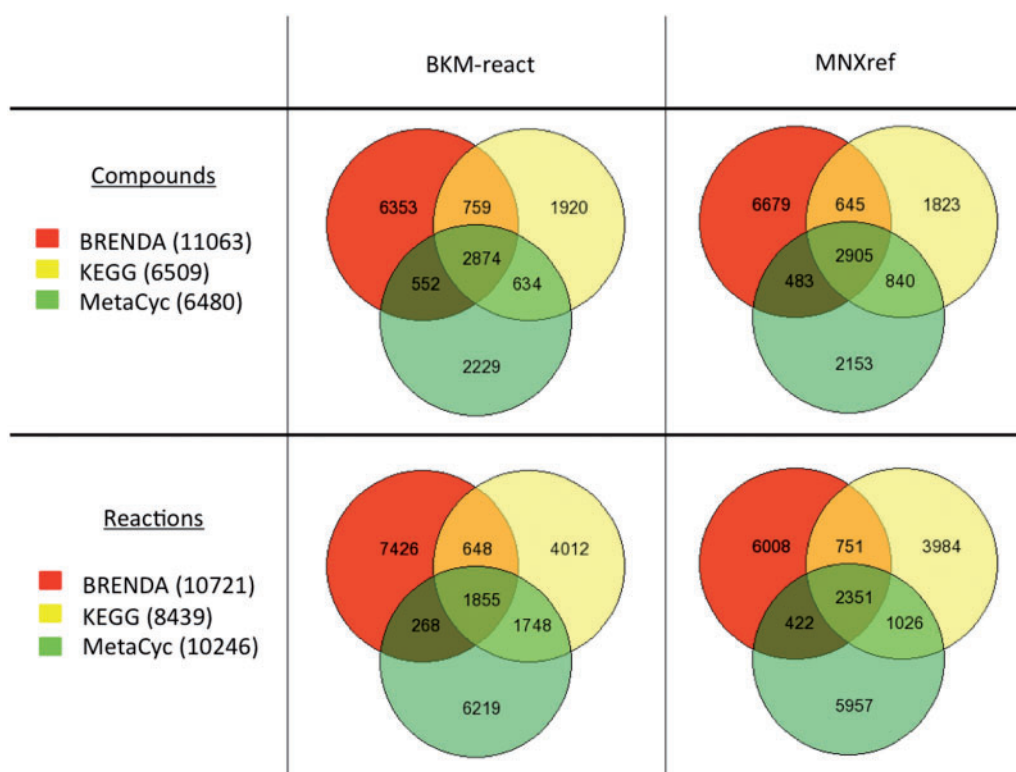 BKM-react
MNXref
Compounds
BRENDA (11063)
KEGG (6509)
MetaCyc (6480)
6353
759
1920
2874
552
634
2229
6679
645
1823
2905
483
840
2153
Reactions
BRENDA (10721)
KEGG (8439)
MetaCyc (10246)
7426
648
4012
1855
268
1748
6219
6008
751
3984
2351
422
1026
5957